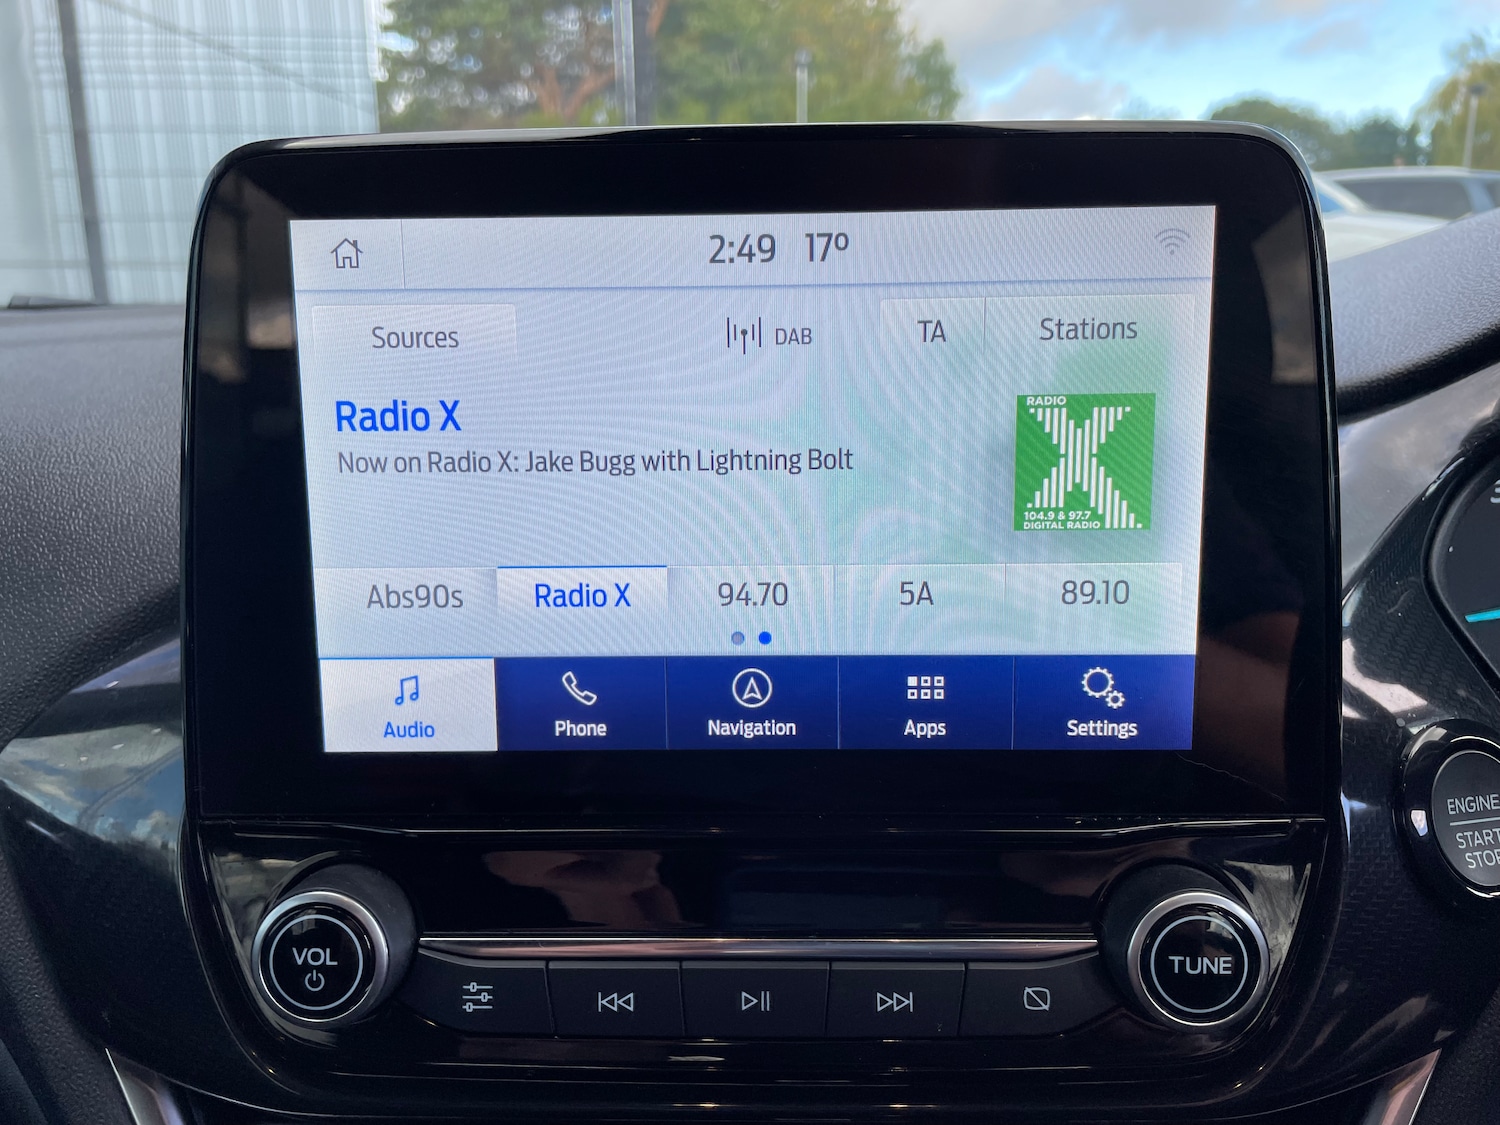 2:49 17°
Sources
DAB
TA
Stations
Radio X
Now on Radio X: Jake Bugg with Lightning Bolt
RADIO
X
104.9 & 97.7
DIGITAL RADIO
Abs90s
Radio X
94.70
5A
89.10
Audio
Phone
Navigation
Apps
Settings
VOL
TUNE
ENGINE
START
STOP